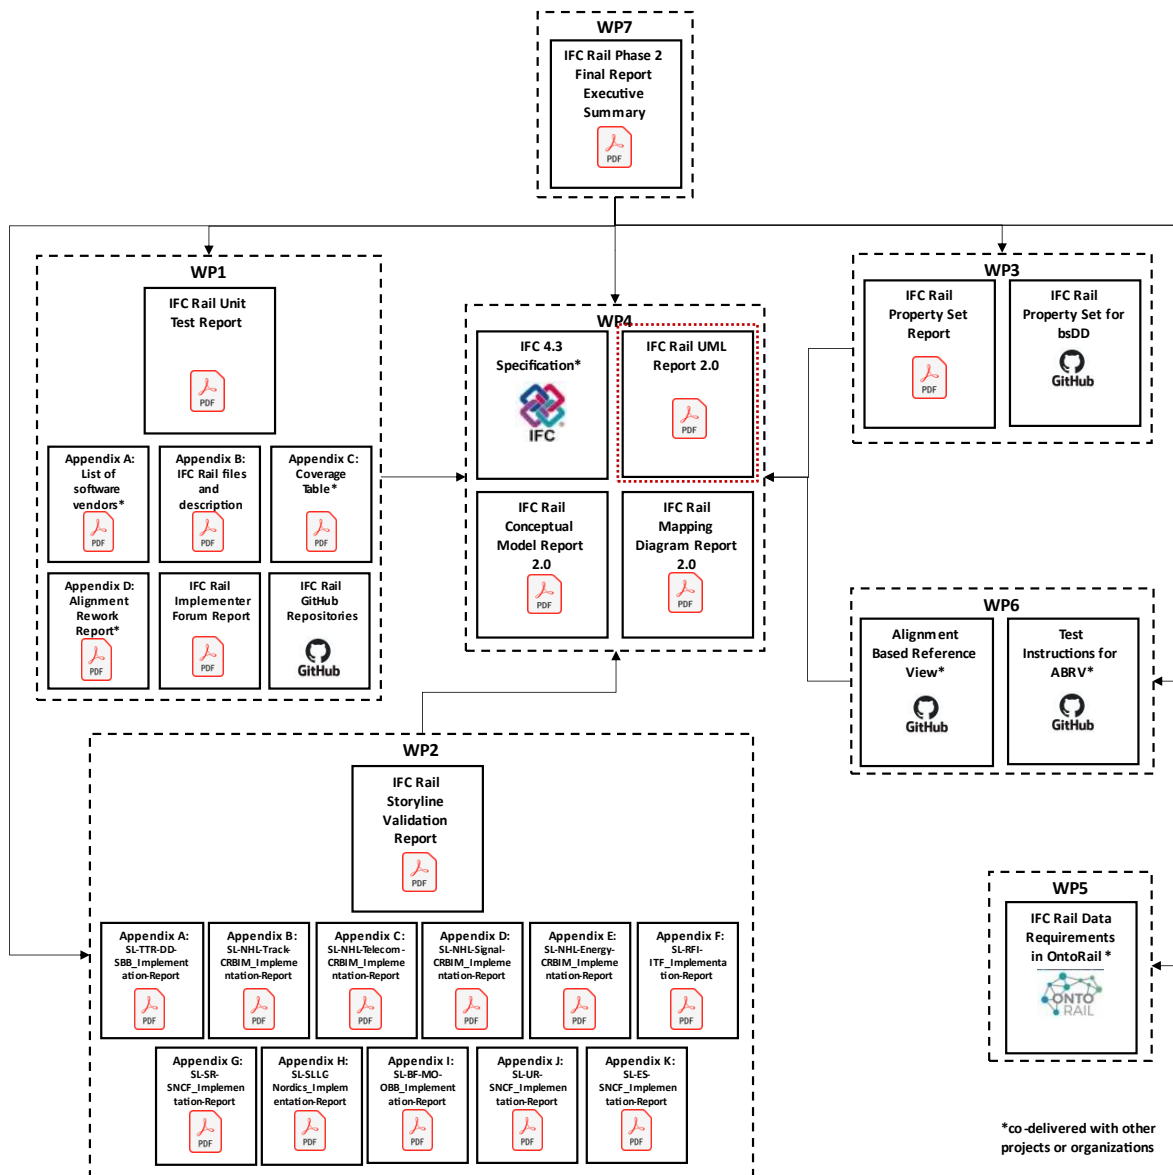 WP7
IFC Rail Phase 2
Final Report
Executive
Summary
PDF
WP1
IFC Rail Unit
Test Report
PDF
Appendix A:
List of
software
vendors*
PDF
Appendix B:
IFC Rail files
and
description
PDF
Appendix C:
Coverage
Table*
PDF
Appendix D:
Alignment
Rework
Report*
PDF
IFC Rail
Implementer
Forum Report
PDF
IFC Rail
GitHub
Repositories
GitHub
WP4
IFC 4.3
Specification*
IFC
IFC Rail UML
Report 2.0
PDF
IFC Rail
Conceptual
Model Report
2.0
PDF
IFC Rail
Mapping
Diagram Report
2.0
PDF
WP3
IFC Rail
Property Set
Report
PDF
IFC Rail
Property Set for
bsDD
GitHub
WP6
Alignment
Based Reference
View*
GitHub
Test
Instructions for
ABRV*
GitHub
WP2
IFC Rail
Storyline
Validation
Report
PDF
Appendix A:
SL-TTR-DD-
SBB_Implement
ation-Report
PDF
Appendix B:
SL-NHL-Track-
CRBIM_Impleme
ntation-Report
PDF
Appendix C:
SL-NHL-Telecom-
CRBIM_Impleme
ntation-Report
PDF
Appendix D:
SL-NHL-Signal-
CRBIM_Impleme
ntation-Report
PDF
Appendix E:
SL-NHL-Energy-
CRBIM_Impleme
ntation-Report
PDF
Appendix F:
SL-RFI-
ITF_Implementa
tion-Report
PDF
Appendix G:
SL-SR-
SNCF_Implemen
tation-Report
PDF
Appendix H:
SL-SLLG
Nordics_Implem
entation-Report
PDF
Appendix I:
SL-BF-MO-
OBB_Implement
ation-Report
PDF
Appendix J:
SL-UR-
SNCF_Implemen
tation-Report
PDF
Appendix K:
SL-ES-
SNCF_Implemen
tation-Report
PDF
WP5
IFC Rail Data
Requirements
in OntoRail *
ONTO
RAIL
*co-delivered with other
projects or organizations